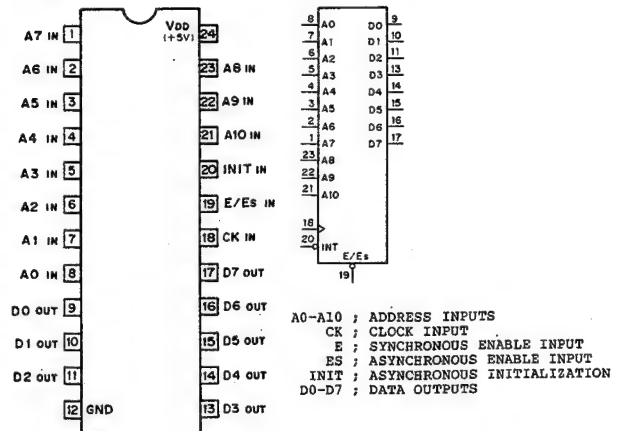 A7 IN 1
A6 IN 2
A5 IN 3
A4 IN 4
A3 IN 5
A2 IN 6
A1 IN 7
A0 IN 8
D0 OUT 9
D1 OUT 10
D2 OUT 11
12 GND
VDD 24
(+5V)
23 A8 IN
22 A9 IN
21 A10 IN
20 INIT IN
19 E/Es IN
18 CK IN
17 D7 OUT
16 D6 OUT
15 D5 OUT
14 D4 OUT
13 D3 OUT
8 A0 D0 9
7 A1 D1 10
6 A2 D2 11
5 A3 D3 13
4 A4 D4 14
3 A5 D5 15
2 A6 D6 16
1 A7 D7 17
23 A8
22 A9
21 A10
18
20 INT
E/Es
19
A0-A10 ; ADDRESS INPUTS
CK ; CLOCK INPUT
E ; SYNCHRONOUS ENABLE INPUT
ES ; ASYNCHRONOUS ENABLE INPUT
INIT ; ASYNCHRONOUS INITIALIZATION
D0-D7 ; DATA OUTPUTS